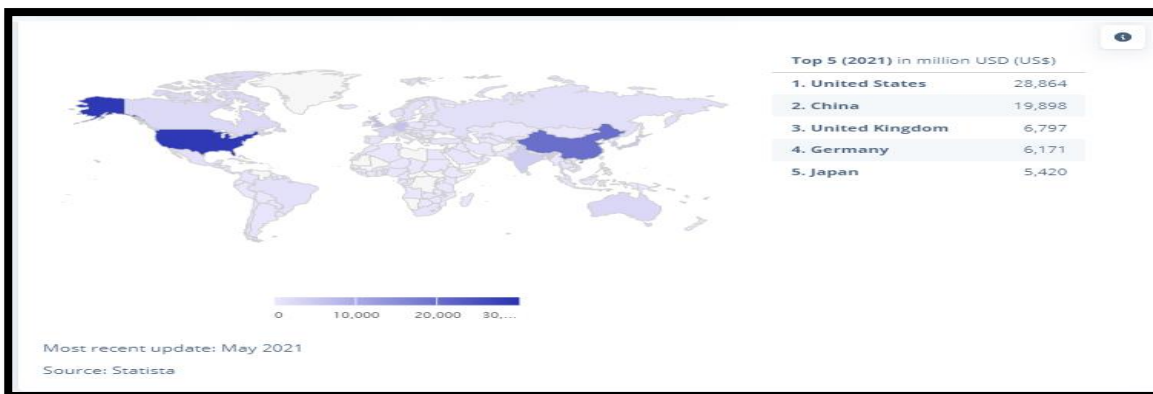 Top 5 (2021) in million USD (US$)
1. United States 28,864
2. China 19,898
3. United Kingdom 6,797
4. Germany 6,171
5. Japan 5,420
0 10,000 20,000 30,...
Most recent update: May 2021
Source: Statista